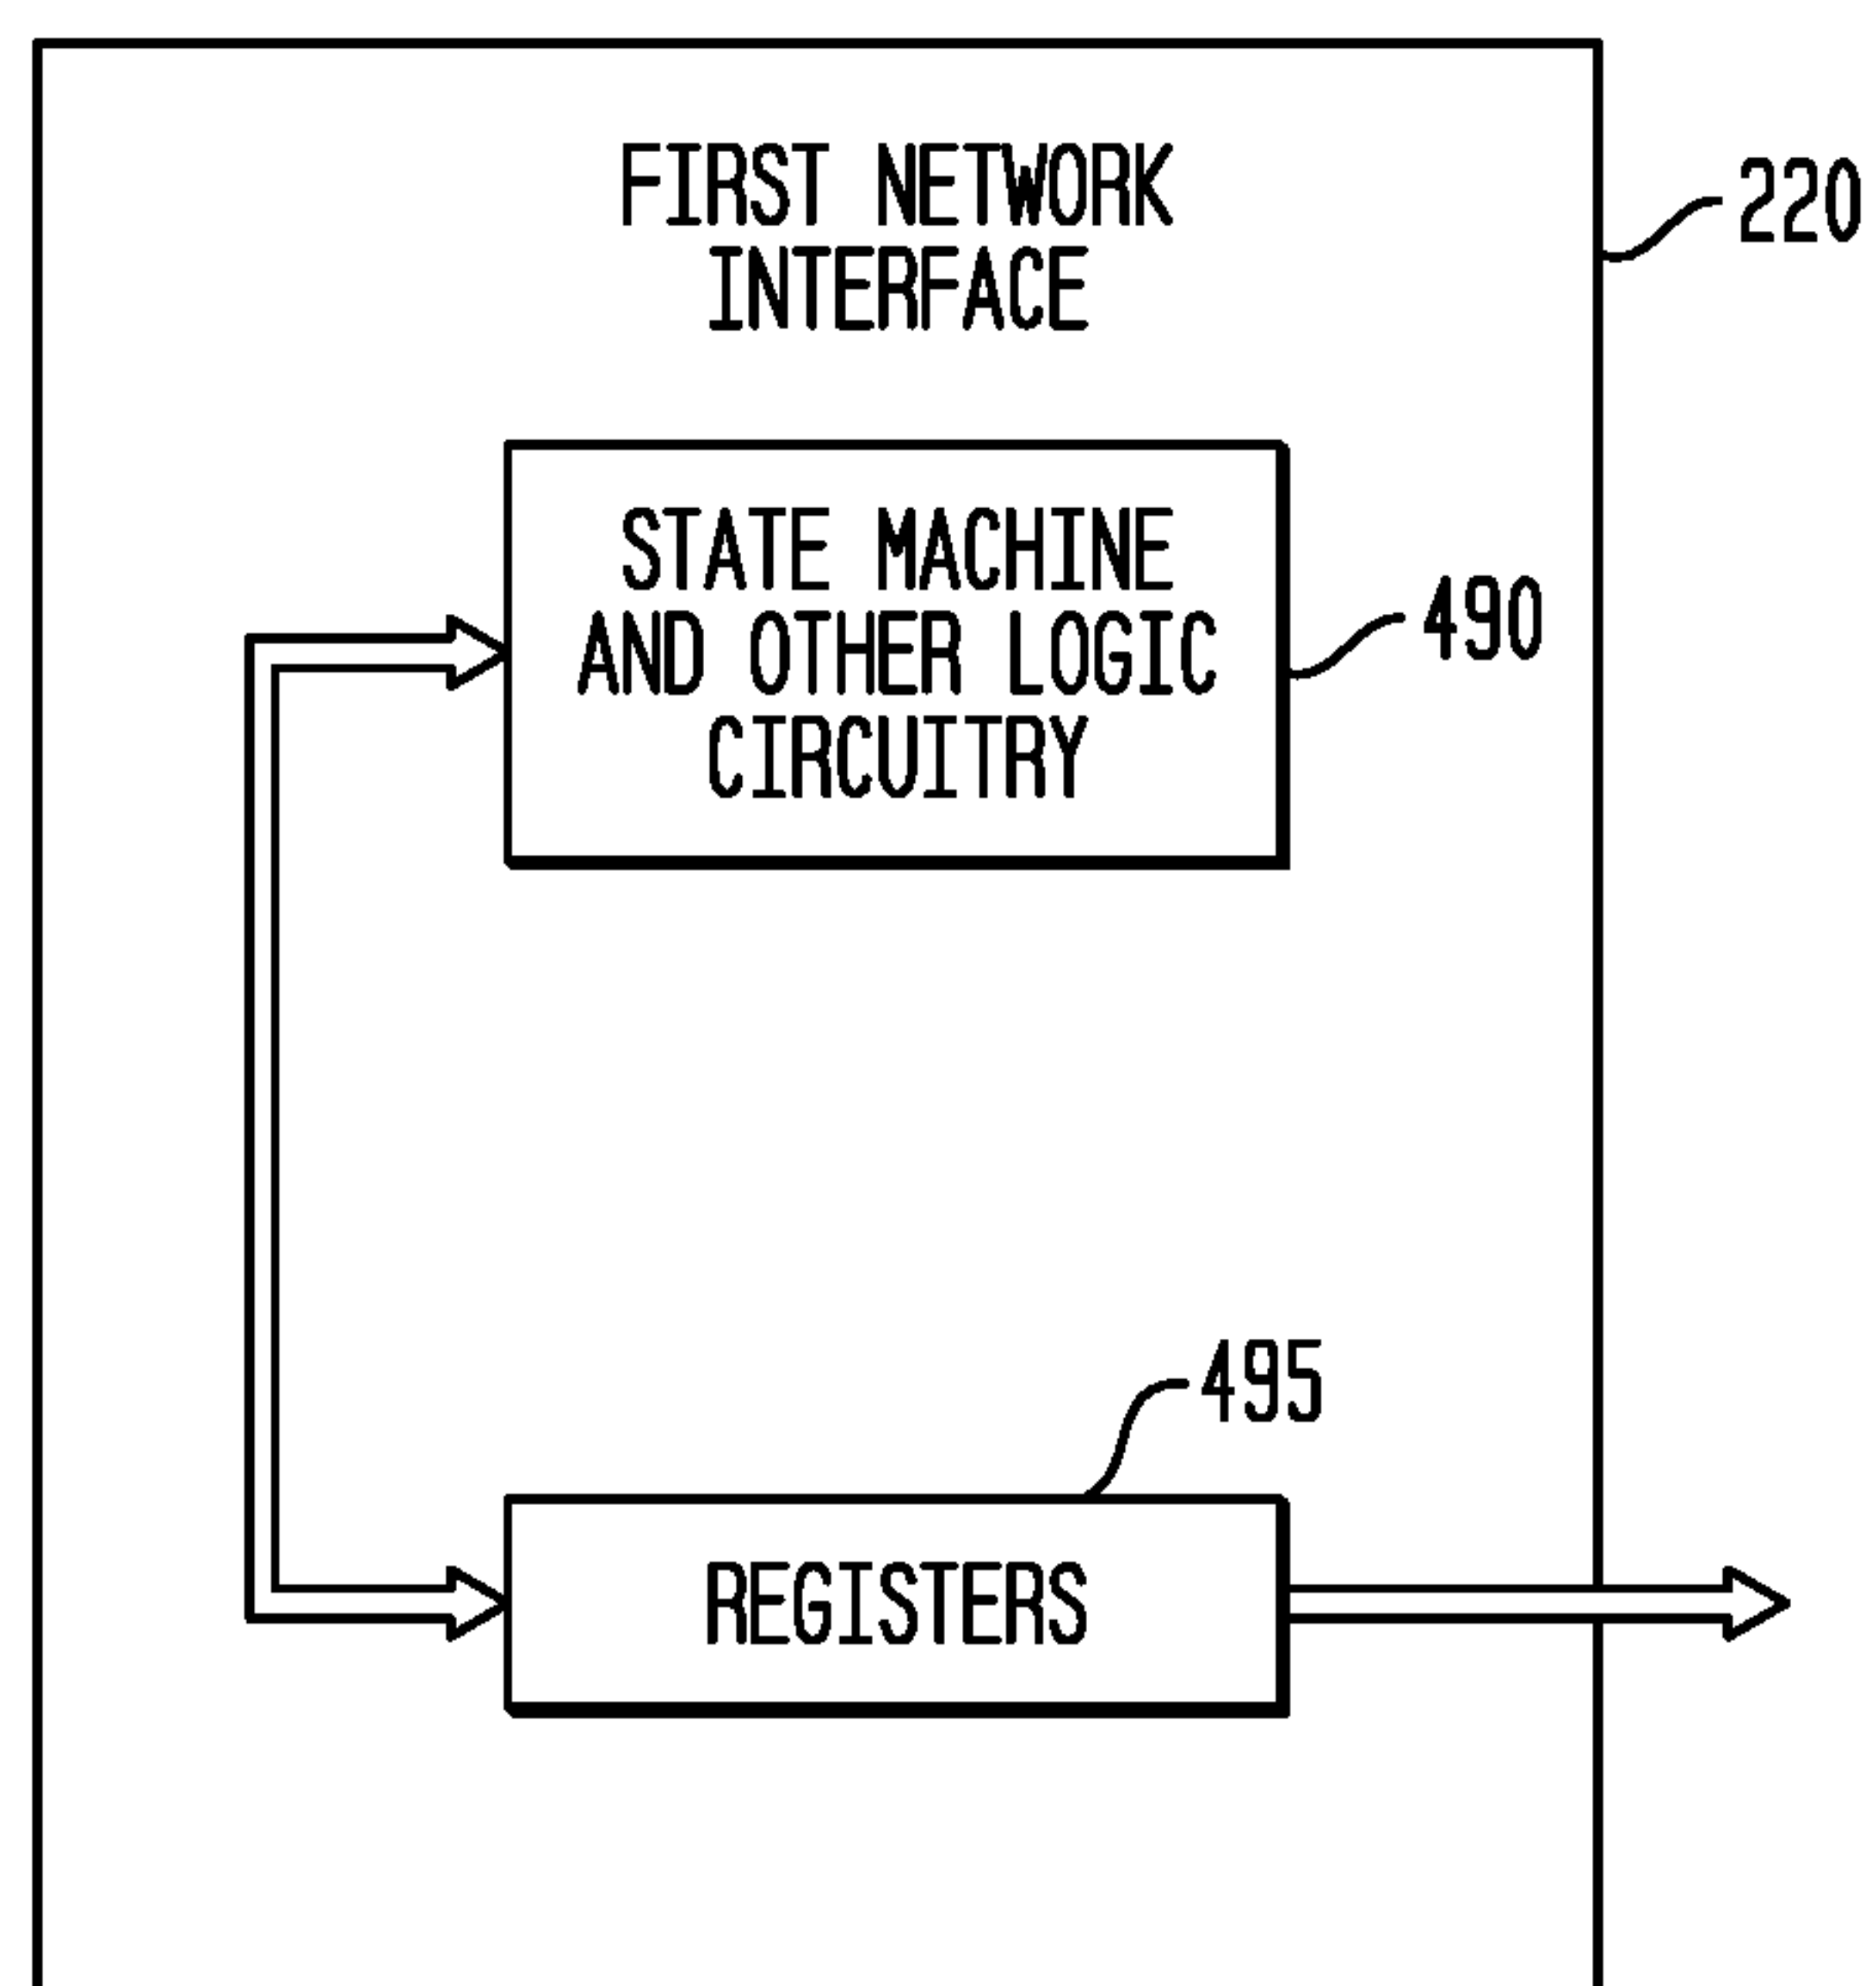 FIRST NETWORK
INTERFACE
220
STATE MACHINE
AND OTHER LOGIC
CIRCUITRY
490
495
REGISTERS